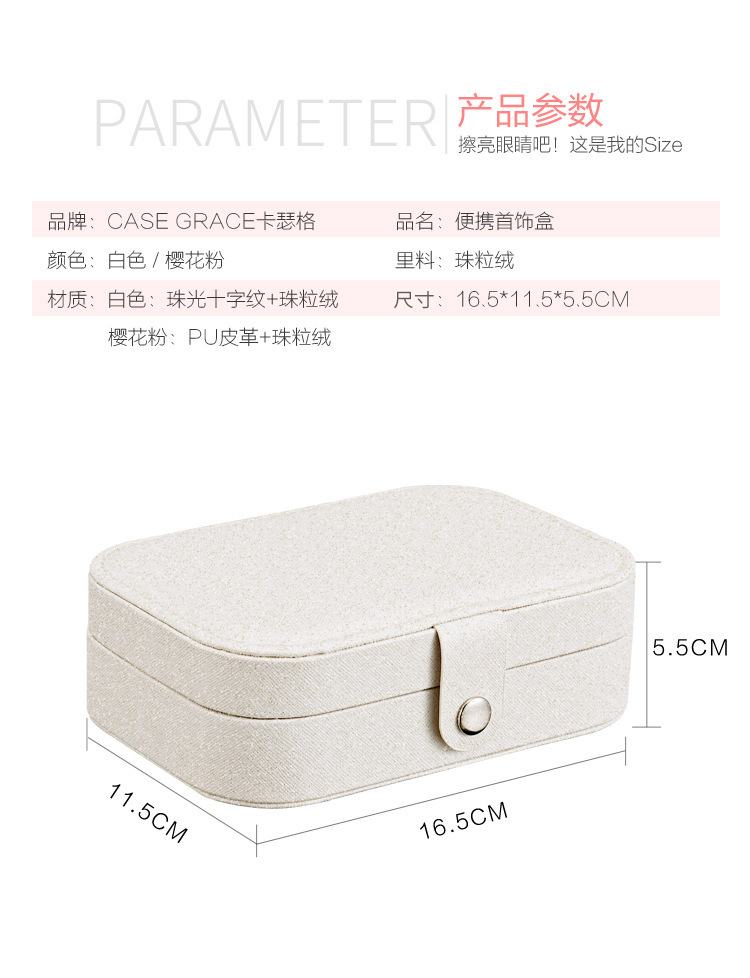 PARAMETER
产品参数
擦亮眼睛吧！这是我的Size
品牌：CASE GRACE卡瑟格 品名：便携首饰盒
颜色：白色 / 樱花粉 里料：珠粒绒
材质：白色：珠光十字纹+珠粒绒 尺寸：16.5*11.5*5.5CM
樱花粉：PU皮革+珠粒绒
5.5CM
11.5CM
16.5CM